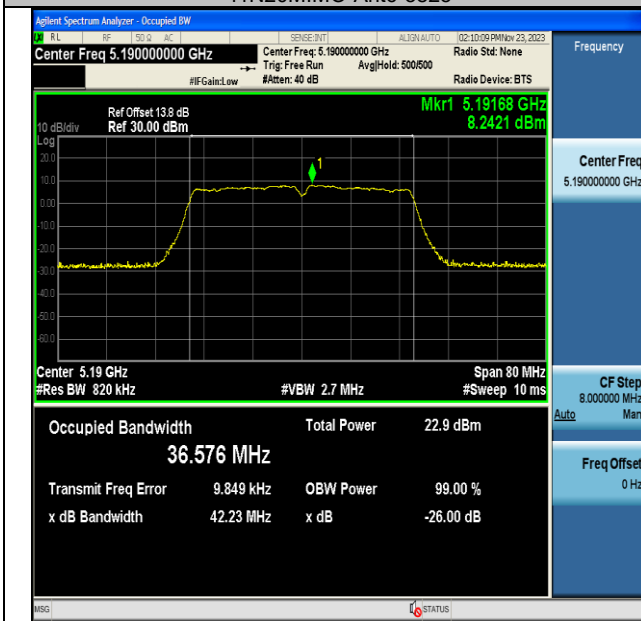 Agilent Spectrum Analyzer - Occupied BW
RL RF 50 Ω AC SENSE:INT ALIGN AUTO 02:10:09 PM Nov 23, 2023
Center Freq 5.190000000 GHz
Center Freq: 5.190000000 GHz
Radio Std: None
Trig: Free Run Avg|Hold: 500/500
#IFGain:Low #Atten: 40 dB Radio Device: BTS
Frequency
Mkr1 5.19168 GHz
8.2421 dBm
Ref Offset 13.8 dB
10 dB/div Ref 30.00 dBm
Log
20.0
10.0
0.00
-10.0
-20.0
-30.0
-40.0
-50.0
-60.0
1
Center 5.19 GHz Span 80 MHz
#Res BW 820 kHz #VBW 2.7 MHz #Sweep 10 ms
Center Freq
5.190000000 GHz
CF Step
8.000000 MHz
Auto Man
Freq Offset
0 Hz
Occupied Bandwidth Total Power 22.9 dBm
36.576 MHz
Transmit Freq Error 9.849 kHz OBW Power 99.00 %
x dB Bandwidth 42.23 MHz x dB -26.00 dB
MSG STATUS